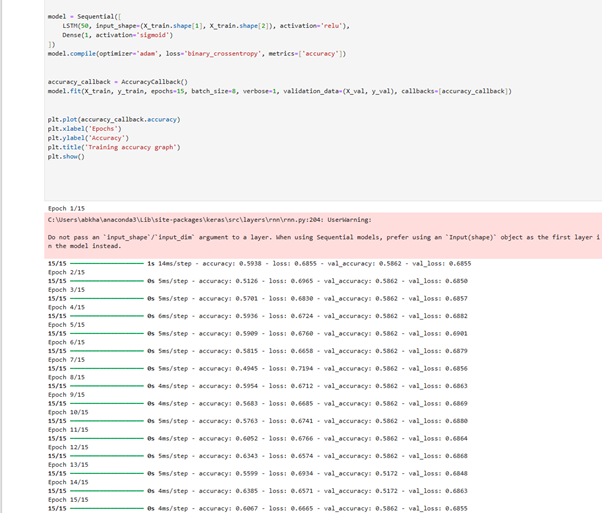 model = Sequential([
LSTM(50, input_shape=(X_train.shape[1], X_train.shape[2]), activation='relu'),
Dense(1, activation='sigmoid')
])
model.compile(optimizer='adam', loss='binary_crossentropy', metrics=['accuracy'])
accuracy_callback = AccuracyCallback()
model.fit(X_train, y_train, epochs=15, batch_size=8, verbose=1, validation_data=(X_val, y_val), callbacks=[accuracy_callback])
plt.plot(accuracy_callback.accuracy)
plt.xlabel('Epochs')
plt.ylabel('Accuracy')
plt.title('Training accuracy graph')
plt.show()
Epoch 1/15
C:\Users\abkha\anaconda3\Lib\site-packages\keras\src\layers\rnn\rnn.py:204: UserWarning:
Do not pass an `input_shape`/`input_dim` argument to a layer. When using Sequential models, prefer using an `Input(shape)` object as the first layer i
n the model instead.
15/15 1s 14ms/step - accuracy: 0.5938 - loss: 0.6855 - val_accuracy: 0.5862 - val_loss: 0.6855
Epoch 2/15
15/15 0s 5ms/step - accuracy: 0.5126 - loss: 0.6965 - val_accuracy: 0.5862 - val_loss: 0.6850
Epoch 3/15
15/15 0s 5ms/step - accuracy: 0.5701 - loss: 0.6830 - val_accuracy: 0.5862 - val_loss: 0.6857
Epoch 4/15
15/15 0s 6ms/step - accuracy: 0.5936 - loss: 0.6724 - val_accuracy: 0.5862 - val_loss: 0.6882
Epoch 5/15
15/15 0s 5ms/step - accuracy: 0.5909 - loss: 0.6760 - val_accuracy: 0.5862 - val_loss: 0.6901
Epoch 6/15
15/15 0s 5ms/step - accuracy: 0.5815 - loss: 0.6658 - val_accuracy: 0.5862 - val_loss: 0.6879
Epoch 7/15
15/15 0s 5ms/step - accuracy: 0.4945 - loss: 0.7194 - val_accuracy: 0.5862 - val_loss: 0.6856
Epoch 8/15
15/15 0s 4ms/step - accuracy: 0.5954 - loss: 0.6712 - val_accuracy: 0.5862 - val_loss: 0.6863
Epoch 9/15
15/15 0s 4ms/step - accuracy: 0.5683 - loss: 0.6685 - val_accuracy: 0.5862 - val_loss: 0.6869
Epoch 10/15
15/15 0s 5ms/step - accuracy: 0.5763 - loss: 0.6741 - val_accuracy: 0.5862 - val_loss: 0.6880
Epoch 11/15
15/15 0s 4ms/step - accuracy: 0.6052 - loss: 0.6766 - val_accuracy: 0.5862 - val_loss: 0.6864
Epoch 12/15
15/15 0s 5ms/step - accuracy: 0.6343 - loss: 0.6574 - val_accuracy: 0.5862 - val_loss: 0.6868
Epoch 13/15
15/15 0s 5ms/step - accuracy: 0.5599 - loss: 0.6934 - val_accuracy: 0.5172 - val_loss: 0.6848
Epoch 14/15
15/15 0s 4ms/step - accuracy: 0.6385 - loss: 0.6571 - val_accuracy: 0.5172 - val_loss: 0.6863
Epoch 15/15
15/15 0s 4ms/step - accuracy: 0.6067 - loss: 0.6665 - val_accuracy: 0.5862 - val_loss: 0.6855